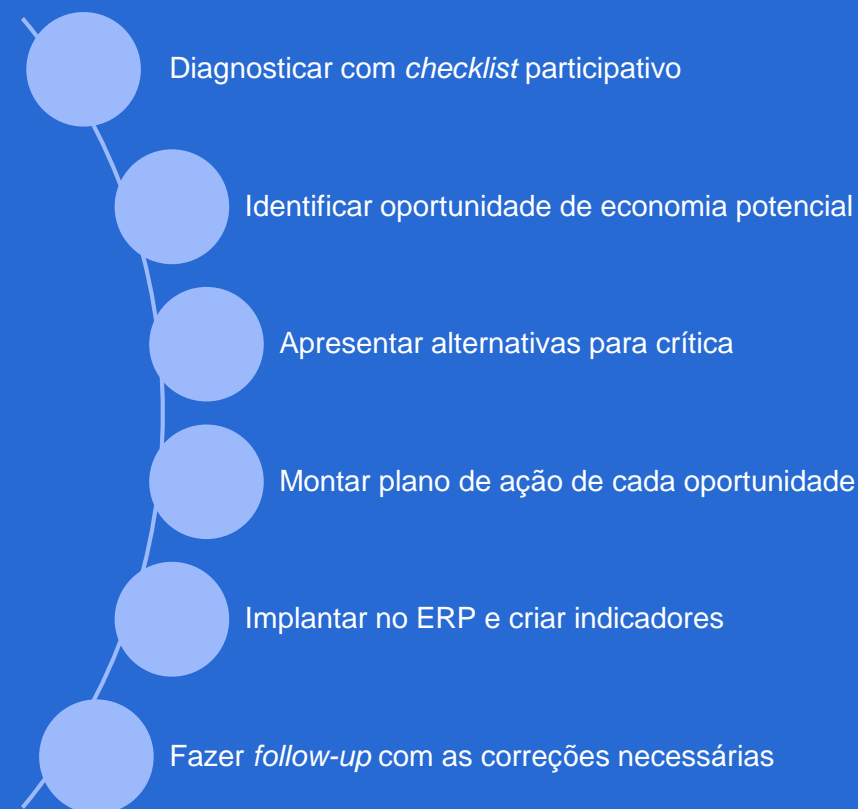 Diagnosticar com checklist participativo
Identificar oportunidade de economia potencial
Apresentar alternativas para crítica
Montar plano de ação de cada oportunidade
Implantar no ERP e criar indicadores
Fazer follow-up com as correções necessárias